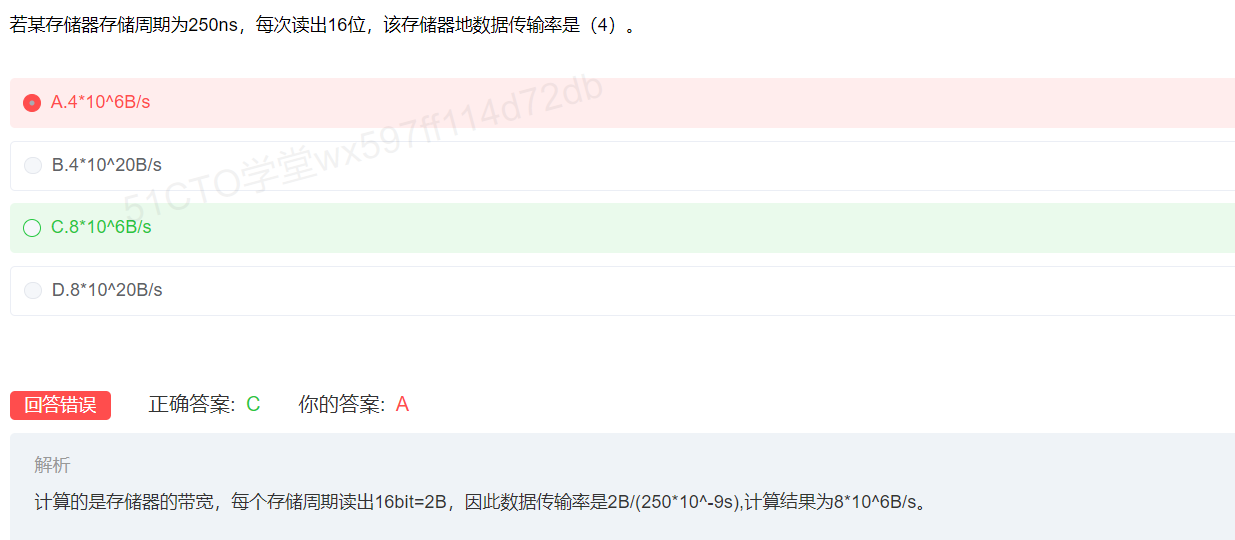 若某存储器存储周期为250ns，每次读出16位，该存储器地数据传输率是（4）。
A.4*10^6B/s
51CTO学堂wx597ff114d72db
B.4*10^20B/s
C.8*10^6B/s
D.8*10^20B/s
回答错误 正确答案: C 你的答案: A
解析
计算的是存储器的带宽，每个存储周期读出16bit=2B，因此数据传输率是2B/(250*10^-9s),计算结果为8*10^6B/s。